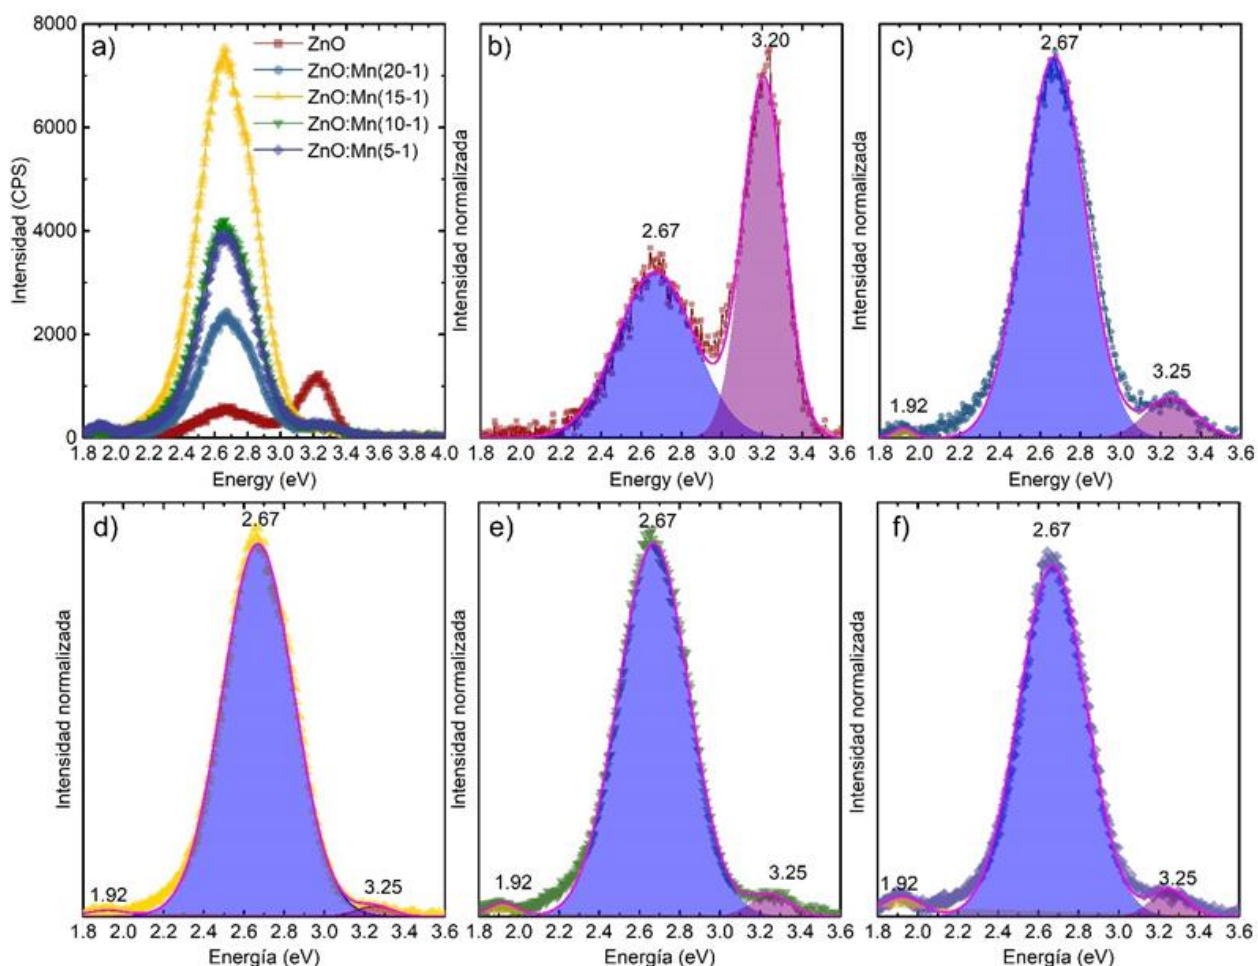 a)
ZnO
ZnO:Mn(20-1)
ZnO:Mn(15-1)
ZnO:Mn(10-1)
ZnO:Mn(5-1)
8000
6000
4000
2000
0
Intensidad (CPS)
1.8 2.0 2.2 2.4 2.6 2.8 3.0 3.2 3.4 3.6 3.8 4.0
Energy (eV)
b)
3.20
2.67
Intensidad normalizada
1.8 2.0 2.2 2.4 2.6 2.8 3.0 3.2 3.4 3.6
Energy (eV)
c)
2.67
3.25
1.92
Intensidad normalizada
1.8 2.0 2.2 2.4 2.6 2.8 3.0 3.2 3.4 3.6
Energy (eV)
d)
2.67
1.92
3.25
Intensidad normalizada
1.8 2.0 2.2 2.4 2.6 2.8 3.0 3.2 3.4 3.6
Energía (eV)
e)
2.67
1.92
3.25
Intensidad normalizada
1.8 2.0 2.2 2.4 2.6 2.8 3.0 3.2 3.4 3.6
Energía (eV)
f)
2.67
1.92
3.25
Intensidad normalizada
1.8 2.0 2.2 2.4 2.6 2.8 3.0 3.2 3.4 3.6
Energía (eV)